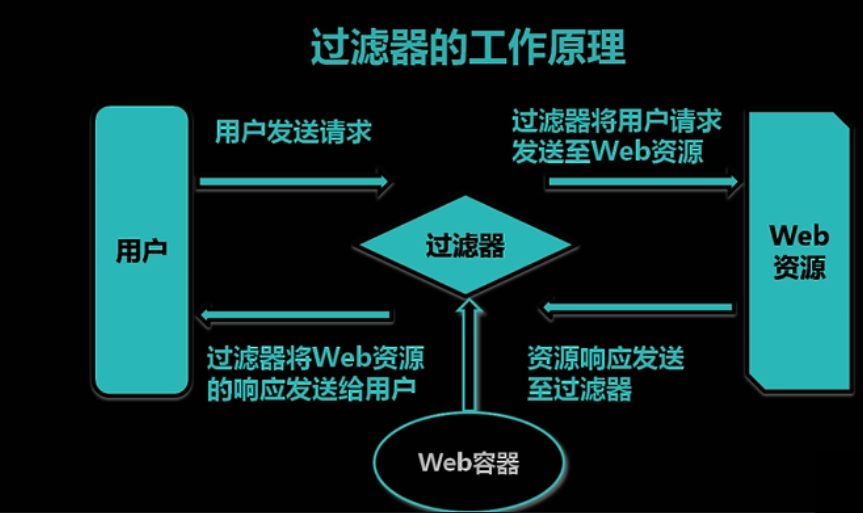 过滤器的工作原理
用户发送请求
过滤器将用户请求
发送至Web资源
用户
过滤器
Web
资源
过滤器将Web资源
的响应发送给用户
资源响应发送
至过滤器
Web容器